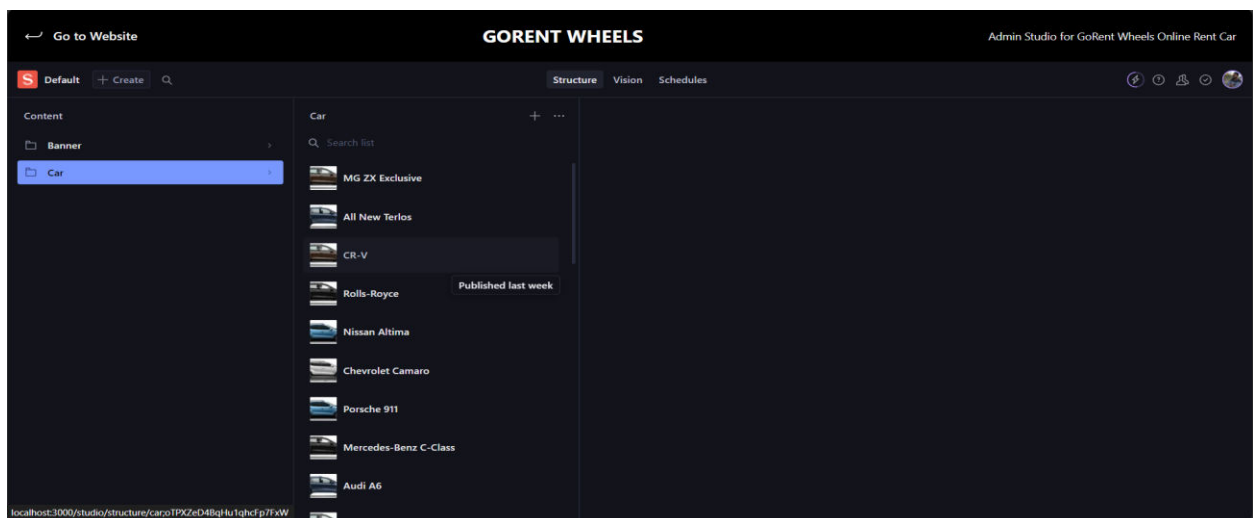 Go to Website
GORENT WHEELS
Admin Studio for GoRent Wheels Online Rent Car
S Default + Create
Structure Vision Schedules
Content
Banner
Car
Car
Search list
MG ZX Exclusive
All New Terlos
CR-V
Published last week
Rolls-Royce
Nissan Altima
Chevrolet Camaro
Porsche 911
Mercedes-Benz C-Class
Audi A6
localhost:3000/studio/structure/car;oTPXZeD4BqHu1qhcFp7FxW